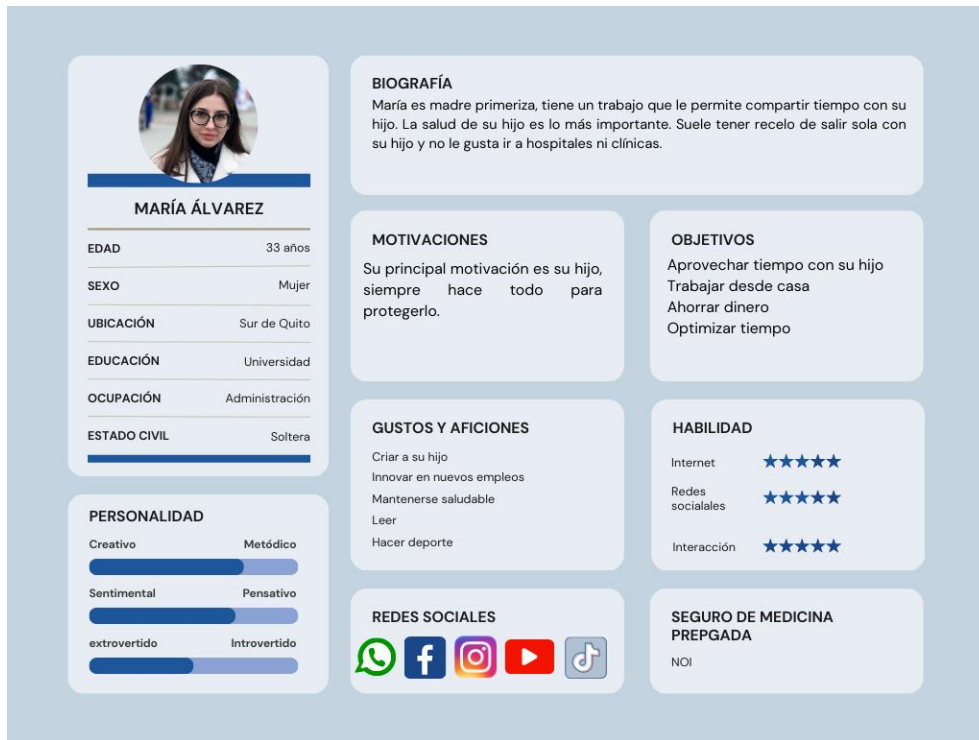 MARÍA ÁLVAREZ
EDAD 33 años
SEXO Mujer
UBICACIÓN Sur de Quito
EDUCACIÓN Universidad
OCUPACIÓN Administración
ESTADO CIVIL Soltera
PERSONALIDAD
Creativo Metódico
Sentimental Pensativo
extrovertido Introvertido
BIOGRAFÍA
María es madre primeriza, tiene un trabajo que le permite compartir tiempo con su
hijo. La salud de su hijo es lo más importante. Suele tener recelo de salir sola con
su hijo y no le gusta ir a hospitales ni clínicas.
MOTIVACIONES
Su principal motivación es su hijo,
siempre hace todo para
protegerlo.
OBJETIVOS
Aprovechar tiempo con su hijo
Trabajar desde casa
Ahorrar dinero
Optimizar tiempo
GUSTOS Y AFICIONES
Criar a su hijo
Innovar en nuevos empleos
Mantenerse saludable
Leer
Hacer deporte
HABILIDAD
Internet
Redes
socialales
Interacción
REDES SOCIALES
SEGURO DE MEDICINA
PREPGADA
NOI